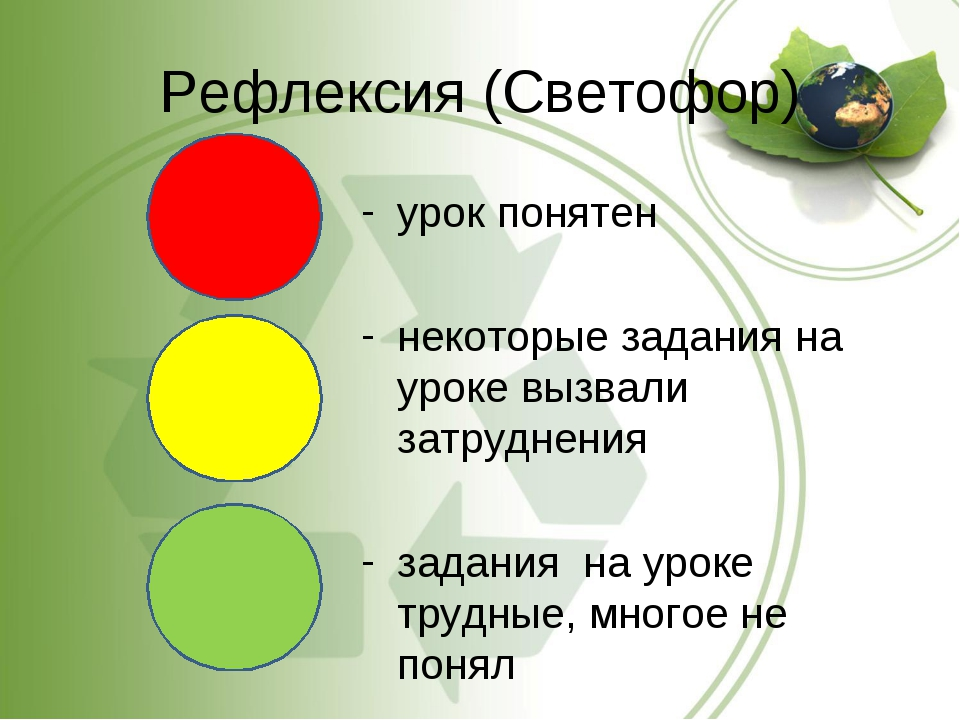 Рефлексия (Светофор)
- урок понятен
- некоторые задания на
уроке вызвали
затруднения
- задания на уроке
трудные, многое не
понял